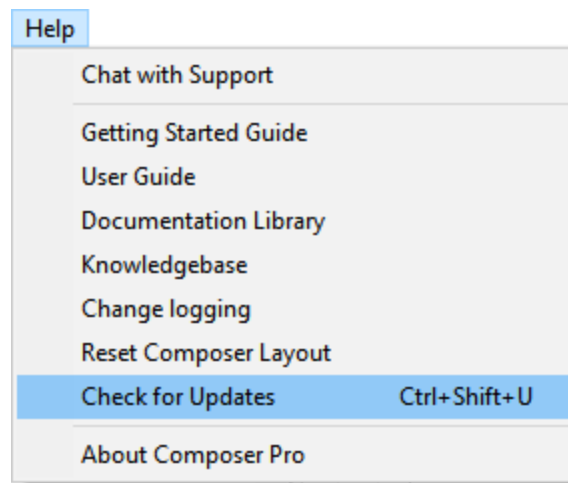 Help
Chat with Support
Getting Started Guide
User Guide
Documentation Library
Knowledgebase
Change logging
Reset Composer Layout
Check for Updates Ctrl+Shift+U
About Composer Pro